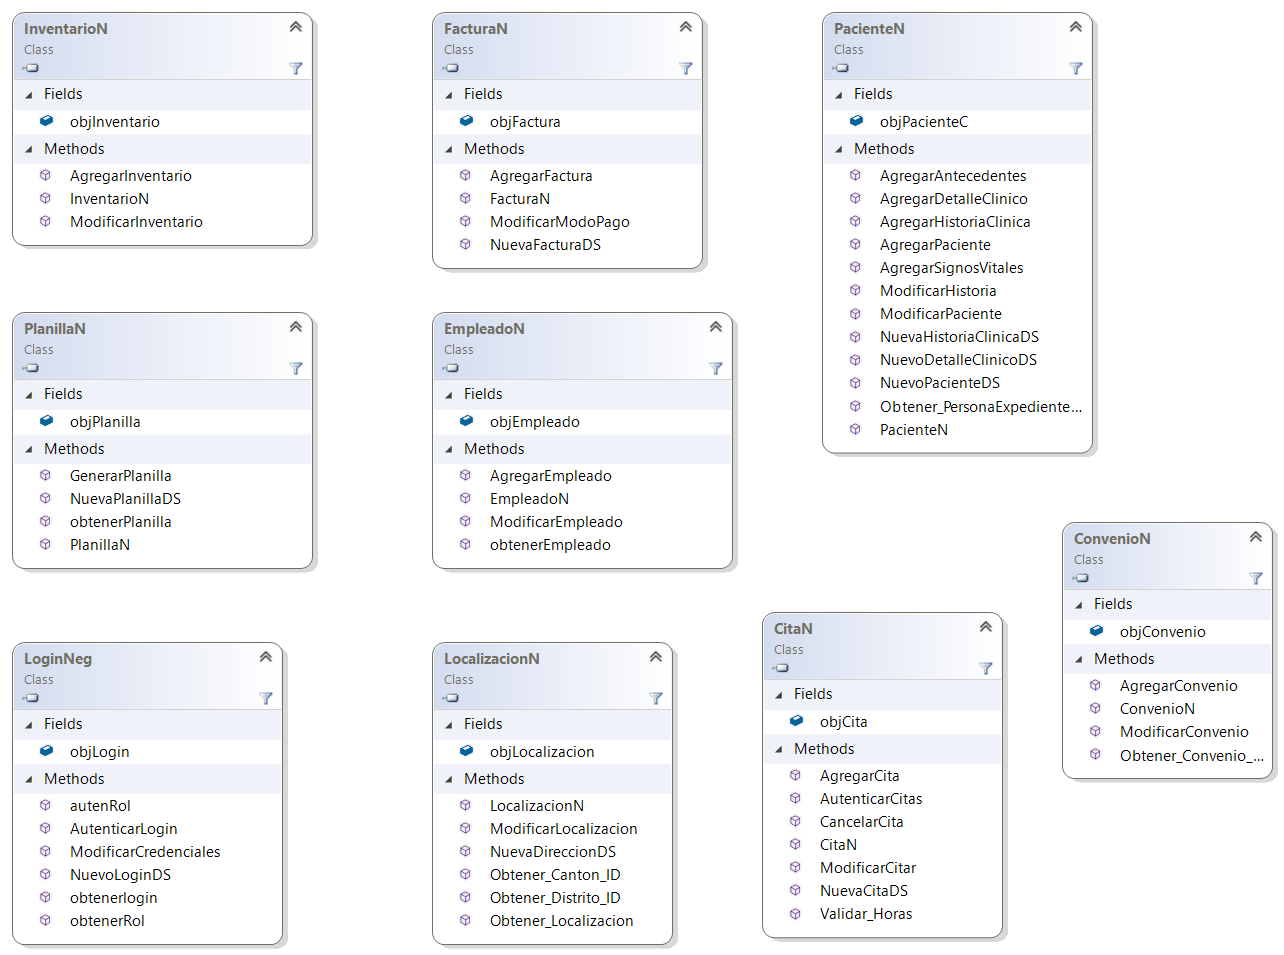 InventarioN
Class
Fields
objInventario
Methods
AgregarInventario
InventarioN
ModificarInventario
FacturaN
Class
Fields
objFactura
Methods
AgregarFactura
FacturaN
ModificarModoPago
NuevaFacturaDS
PacienteN
Class
Fields
objPacienteC
Methods
AgregarAntecedentes
AgregarDetalleClinico
AgregarHistoriaClinica
AgregarPaciente
AgregarSignosVitales
ModificarHistoria
ModificarPaciente
NuevaHistoriaClinicaDS
NuevoDetalleClinicoDS
NuevoPacienteDS
Obtener_PersonaExpediente...
PacienteN
PlanillaN
Class
Fields
objPlanilla
Methods
GenerarPlanilla
NuevaPlanillaDS
obtenerPlanilla
PlanillaN
EmpleadoN
Class
Fields
objEmpleado
Methods
AgregarEmpleado
EmpleadoN
ModificarEmpleado
obtenerEmpleado
ConvenioN
Class
Fields
objConvenio
Methods
AgregarConvenio
ConvenioN
ModificarConvenio
Obtener_Convenio_...
LoginNeg
Class
Fields
objLogin
Methods
autenRol
AutenticarLogin
ModificarCredenciales
NuevoLoginDS
obtenerlogin
obtenerRol
LocalizacionN
Class
Fields
objLocalizacion
Methods
LocalizacionN
ModificarLocalizacion
NuevaDireccionDS
Obtener_Canton_ID
Obtener_Distrito_ID
Obtener_Localizacion
CitaN
Class
Fields
objCita
Methods
AgregarCita
AutenticarCitas
CancelarCita
CitaN
ModificarCitar
NuevaCitaDS
Validar_Horas